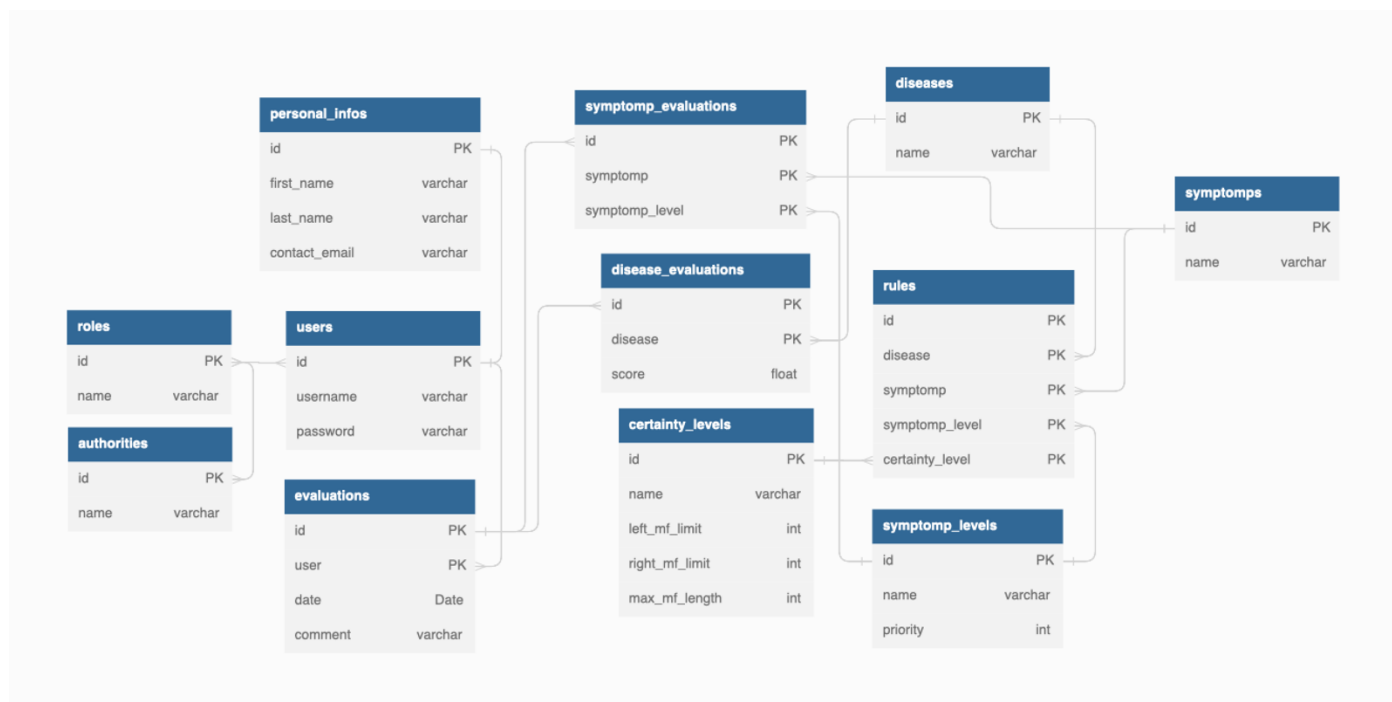 personal_infos
id PK
first_name varchar
last_name varchar
contact_email varchar
symptomp_evaluations
id PK
symptomp PK
symptomp_level PK
diseases
id PK
name varchar
symptomps
id PK
name varchar
disease_evaluations
id PK
disease PK
score float
rules
id PK
disease PK
symptomp PK
symptomp_level PK
certainty_level PK
roles
id PK
name varchar
users
id PK
username varchar
password varchar
authorities
id PK
name varchar
certainty_levels
id PK
name varchar
left_mf_limit int
right_mf_limit int
max_mf_length int
evaluations
id PK
user PK
date Date
comment varchar
symptomp_levels
id PK
name varchar
priority int